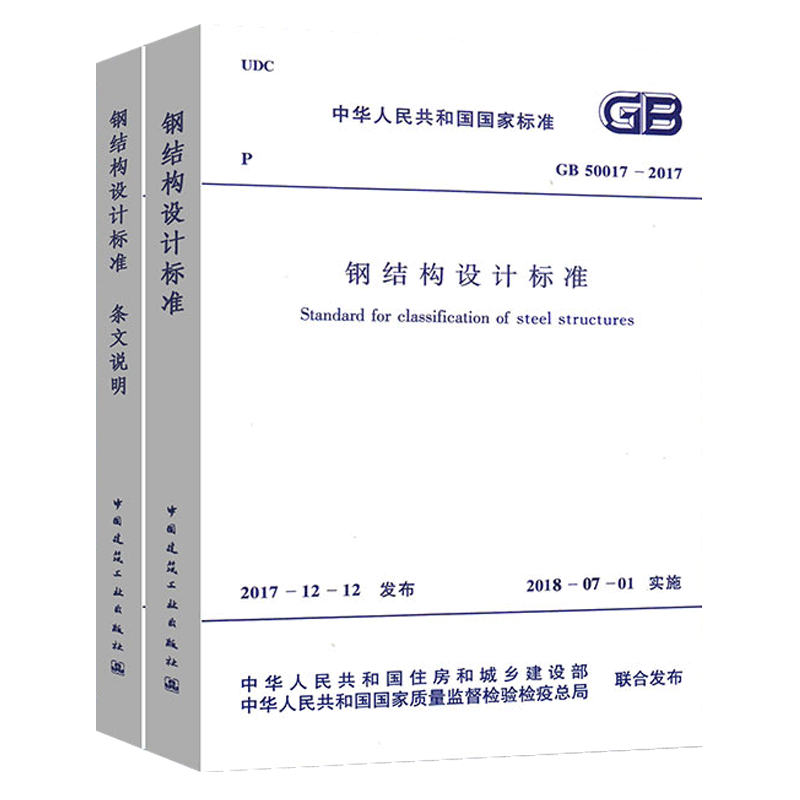 钢结构设计标准 条文说明
中国建筑工业出版社
钢结构设计标准
中国建筑工业出版社
UDC
中华人民共和国国家标准
GB
P
GB 50017-2017
钢结构设计标准
Standard for classification of steel structures
2017-12-12 发布
2018-07-01 实施
中华人民共和国住房和城乡建设部
中华人民共和国国家质量监督检验检疫总局
联合发布